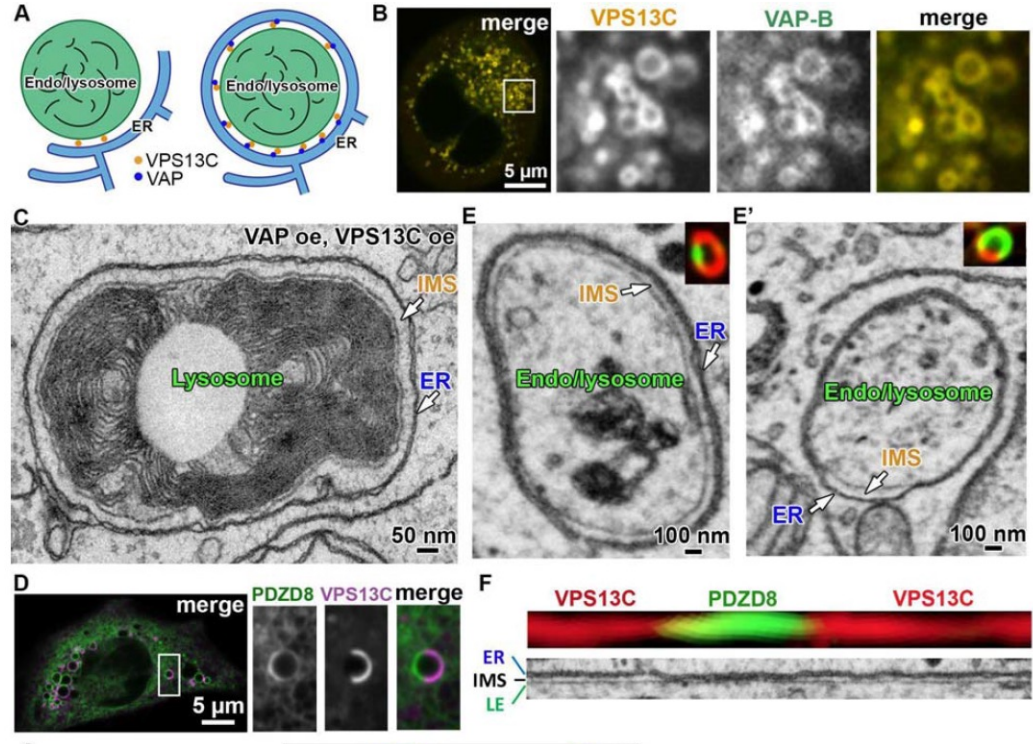 A
Endo/lysosome
ER
VPS13C
VAP
Endo/lysosome
ER
B
merge
5 µm
VPS13C
VAP-B
merge
C
VAP oe, VPS13C oe
IMS
ER
Lysosome
50 nm
E
IMS
ER
Endo/lysosome
100 nm
E’
Endo/lysosome
IMS
ER
100 nm
D
merge
5 µm
PDZD8
VPS13C
merge
F
VPS13C
PDZD8
VPS13C
ER
IMS
LE